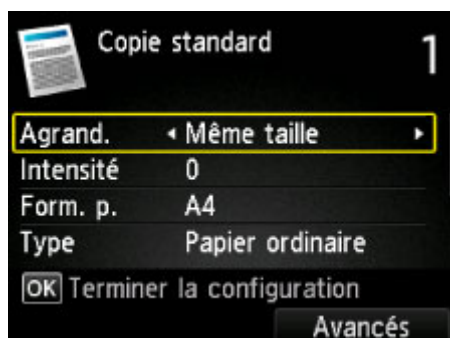 Copie standard 1
Agrand. Même taille
Intensité 0
Form. p. A4
Type Papier ordinaire
OK Terminer la configuration
Avancés